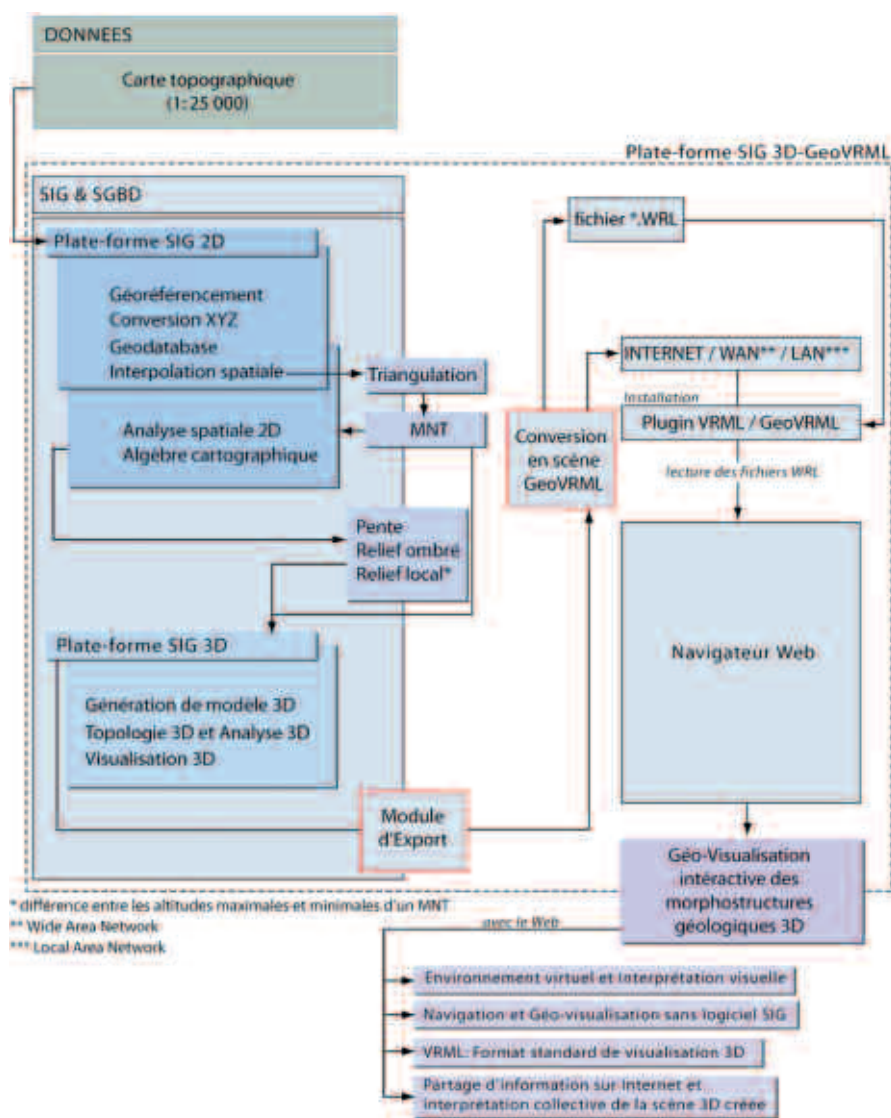 DONNEES
Carte topographique
(1: 25 000)
Plate-forme SIG 3D-GeoVRML
SIG & SGBD
Plate-forme SIG 2D
Géoréférencement
Conversion XYZ
Geodatabase
Interpolation spatiale
Triangulation
MNT
Analyse spatiale 2D
Algèbre cartographique
Pente
Relief ombré
Relief local*
Plate-forme SIG 3D
Génération de modèle 3D
Topologie 3D et Analyse 3D
Visualisation 3D
Module
d'Export
Conversion
en scène
GeoVRML
fichier *.WRL
INTERNET / WAN** / LAN***
Installation
Plugin VRML / GeoVRML
lecture des fichiers WRL
Navigateur Web
Géo-Visualisation
intéractive des
morphostructures
géologiques 3D
* différence entre les altitudes maximales et minimales d'un MNT
** Wide Area Network
*** Local Area Network
avec le Web
Environnement virtuel et Interprétation visuelle
Navigation et Géo-visualisation sans logiciel SIG
VRML: Format standard de visualisation 3D
Partage d'information sur Internet et
interprétation collective de la scène 3D créée